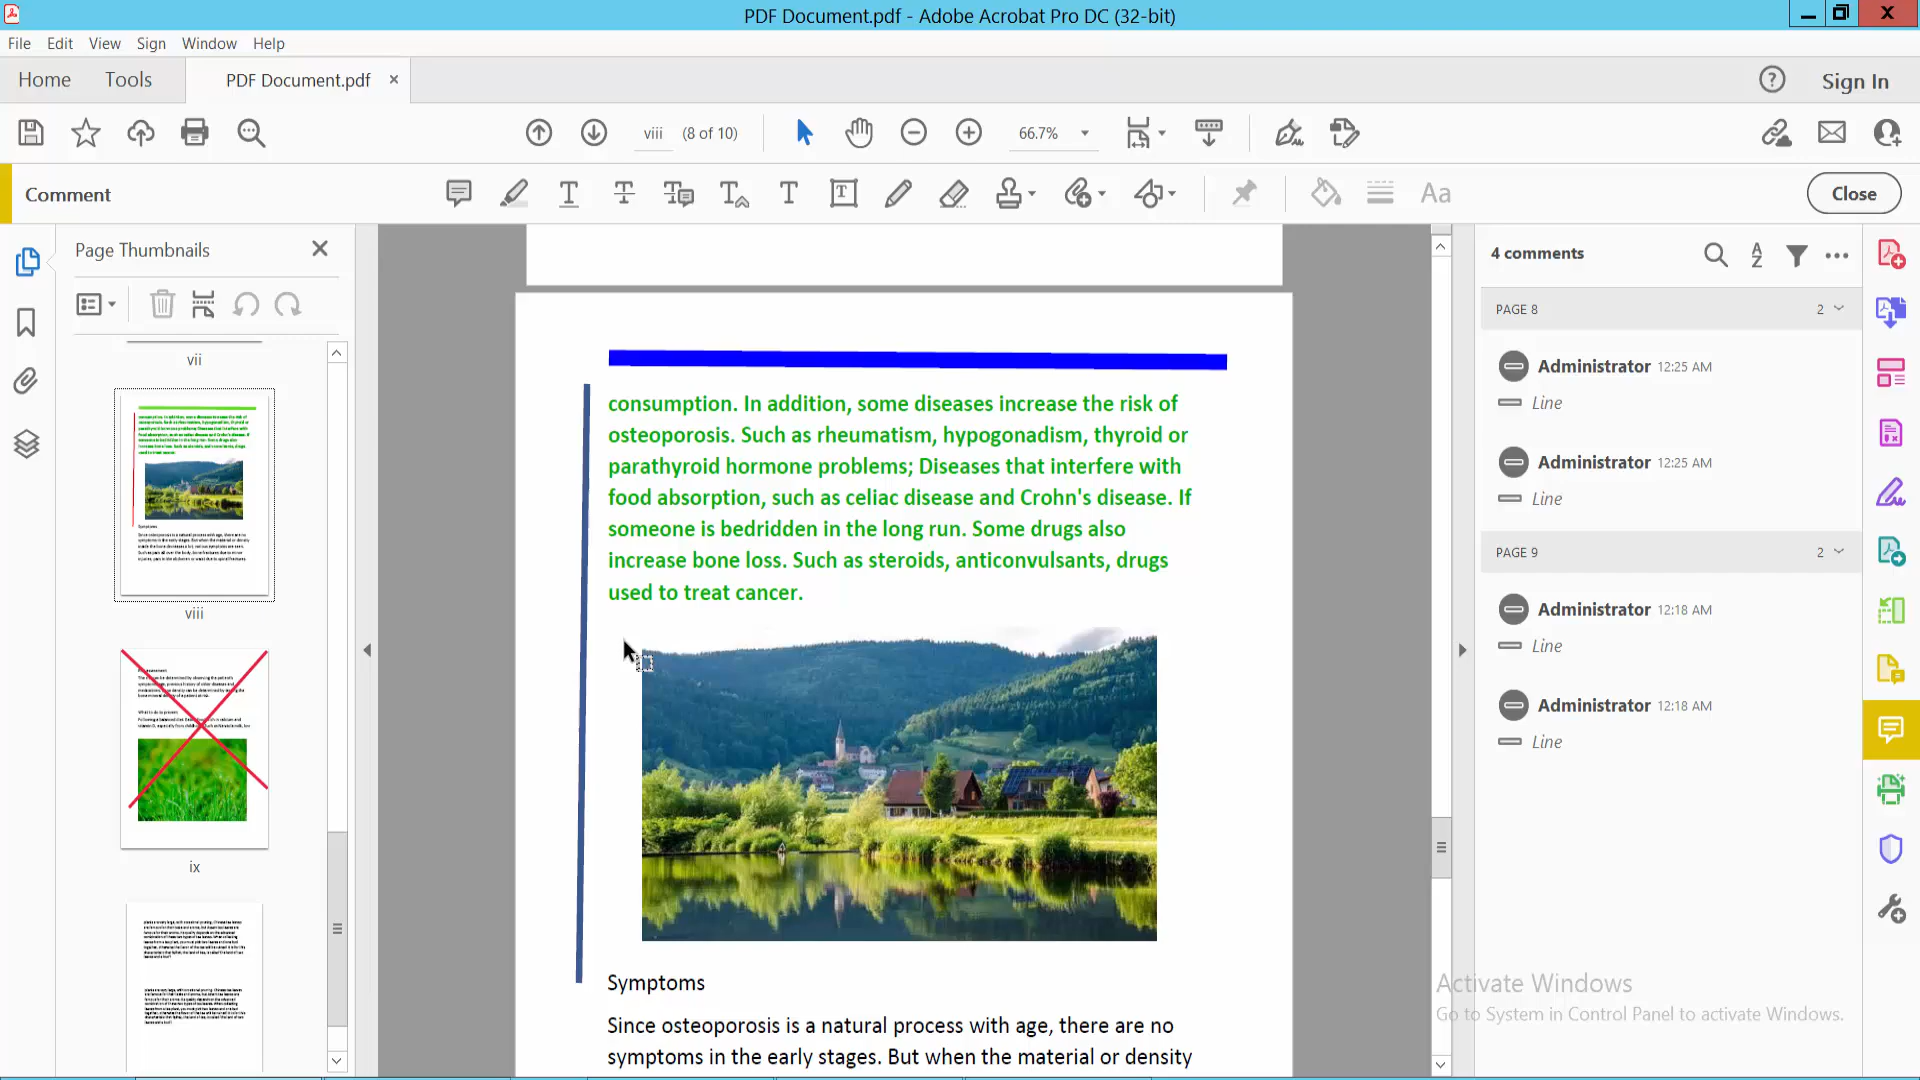 PDF Document.pdf - Adobe Acrobat Pro DC (32-bit)
File Edit View Sign Window Help
Home Tools PDF Document.pdf × Sign In
viii (8 of 10) 66.7%
Comment Close
Page Thumbnails
vii
viii
ix
consumption. In addition, some diseases increase the risk of
osteoporosis. Such as rheumatism, hypogonadism, thyroid or
parathyroid hormone problems; Diseases that interfere with
food absorption, such as celiac disease and Crohn's disease. If
someone is bedridden in the long run. Some drugs also
increase bone loss. Such as steroids, anticonvulsants, drugs
used to treat cancer.
Symptoms
Since osteoporosis is a natural process with age, there are no
symptoms in the early stages. But when the material or density
4 comments
PAGE 8 2
Administrator 12:25 AM
Line
Administrator 12:25 AM
Line
PAGE 9 2
Administrator 12:18 AM
Line
Administrator 12:18 AM
Line
Activate Windows
Go to System in Control Panel to activate Windows.